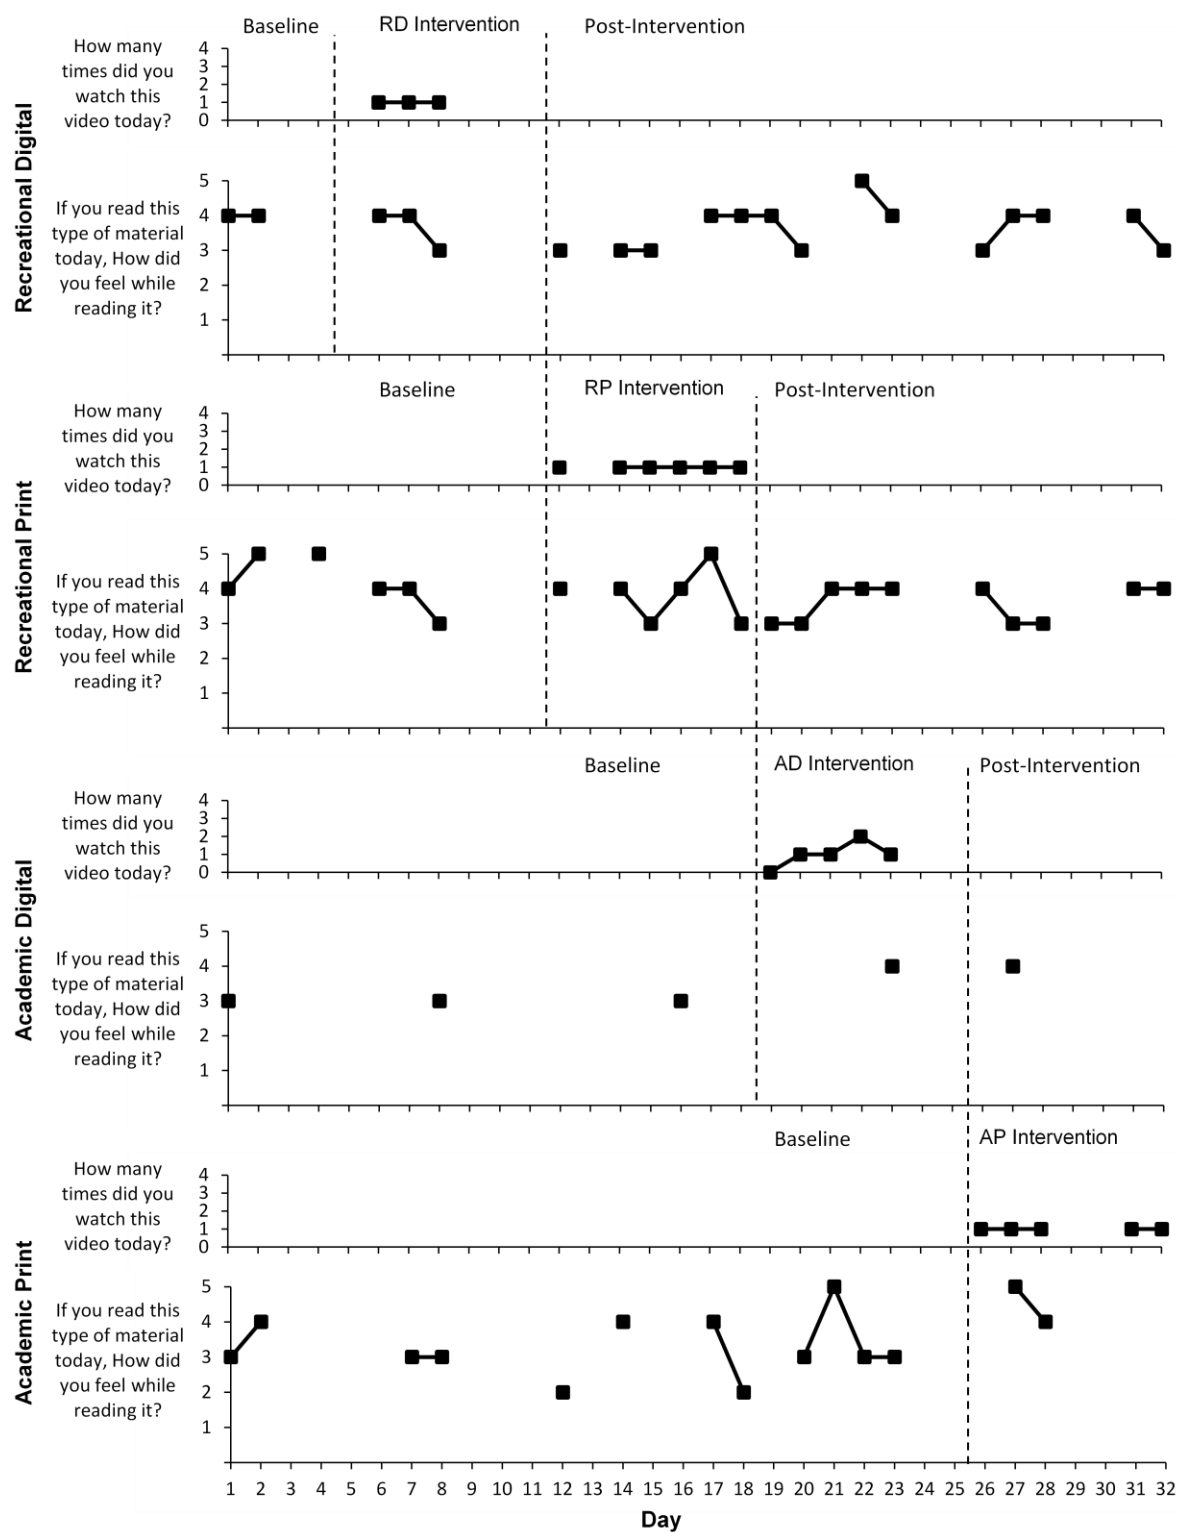 Baseline
RD Intervention
Post-Intervention
Recreational Digital
How many
times did you
watch this
video today?
4
3
2
1
0
If you read this
type of material
today, How did
you feel while
reading it?
5
4
3
2
1
Baseline
RP Intervention
Post-Intervention
Recreational Print
How many
times did you
watch this
video today?
4
3
2
1
0
If you read this
type of material
today, How did
you feel while
reading it?
5
4
3
2
1
Baseline
AD Intervention
Post-Intervention
Academic Digital
How many
times did you
watch this
video today?
4
3
2
1
0
If you read this
type of material
today, How did
you feel while
reading it?
5
4
3
2
1
Baseline
AP Intervention
Academic Print
How many
times did you
watch this
video today?
4
3
2
1
0
If you read this
type of material
today, How did
you feel while
reading it?
5
4
3
2
1
1 2 3 4 5 6 7 8 9 10 11 12 13 14 15 16 17 18 19 20 21 22 23 24 25 26 27 28 29 30 31 32
Day